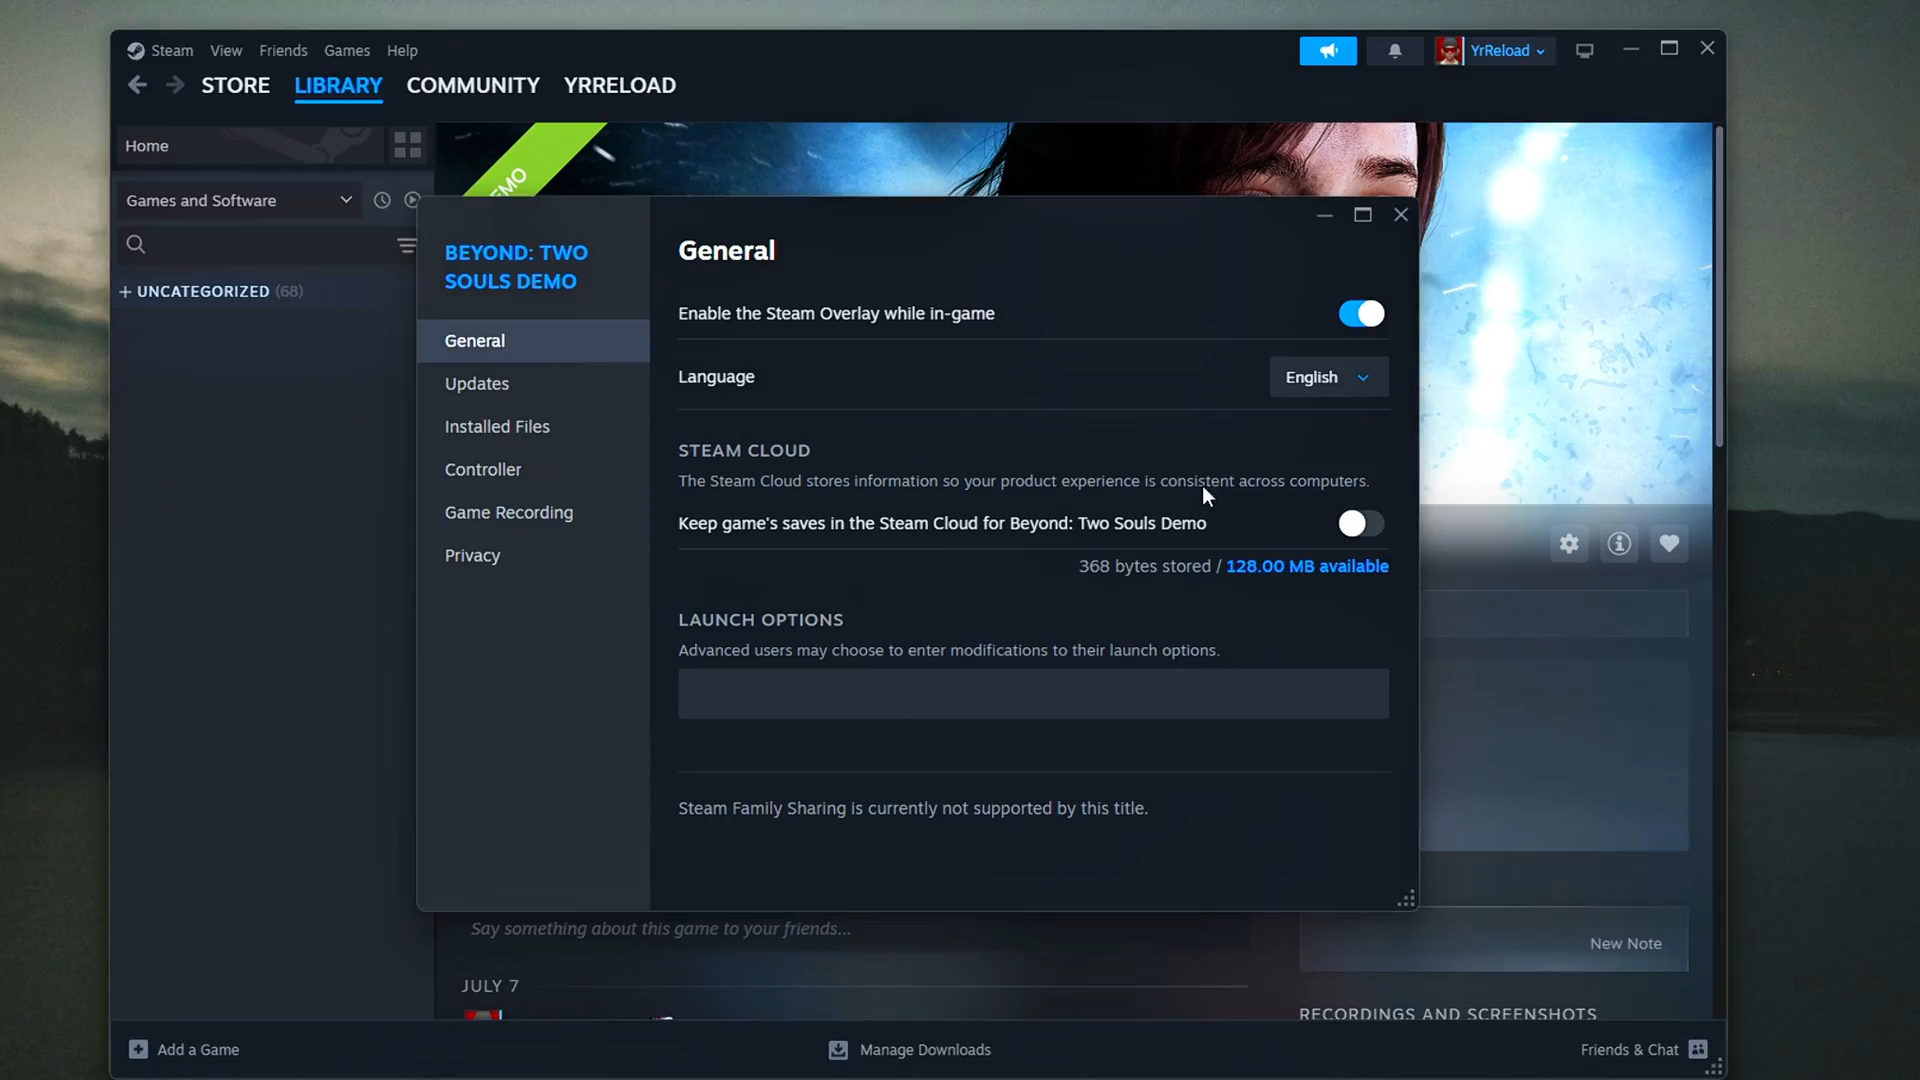 Steam View Friends Games Help
YrReload
STORE LIBRARY COMMUNITY YRRELOAD
Home
Games and Software
+ UNCATEGORIZED (68)
BEYOND: TWO
SOULS DEMO
General
Updates
Installed Files
Controller
Game Recording
Privacy
General
Enable the Steam Overlay while in-game
Language English
STEAM CLOUD
The Steam Cloud stores information so your product experience is consistent across computers.
Keep game's saves in the Steam Cloud for Beyond: Two Souls Demo
368 bytes stored / 128.00 MB available
LAUNCH OPTIONS
Advanced users may choose to enter modifications to their launch options.
Steam Family Sharing is currently not supported by this title.
Say something about this game to your friends...
New Note
JULY 7
RECORDINGS AND SCREENSHOTS
Add a Game
Manage Downloads
Friends & Chat